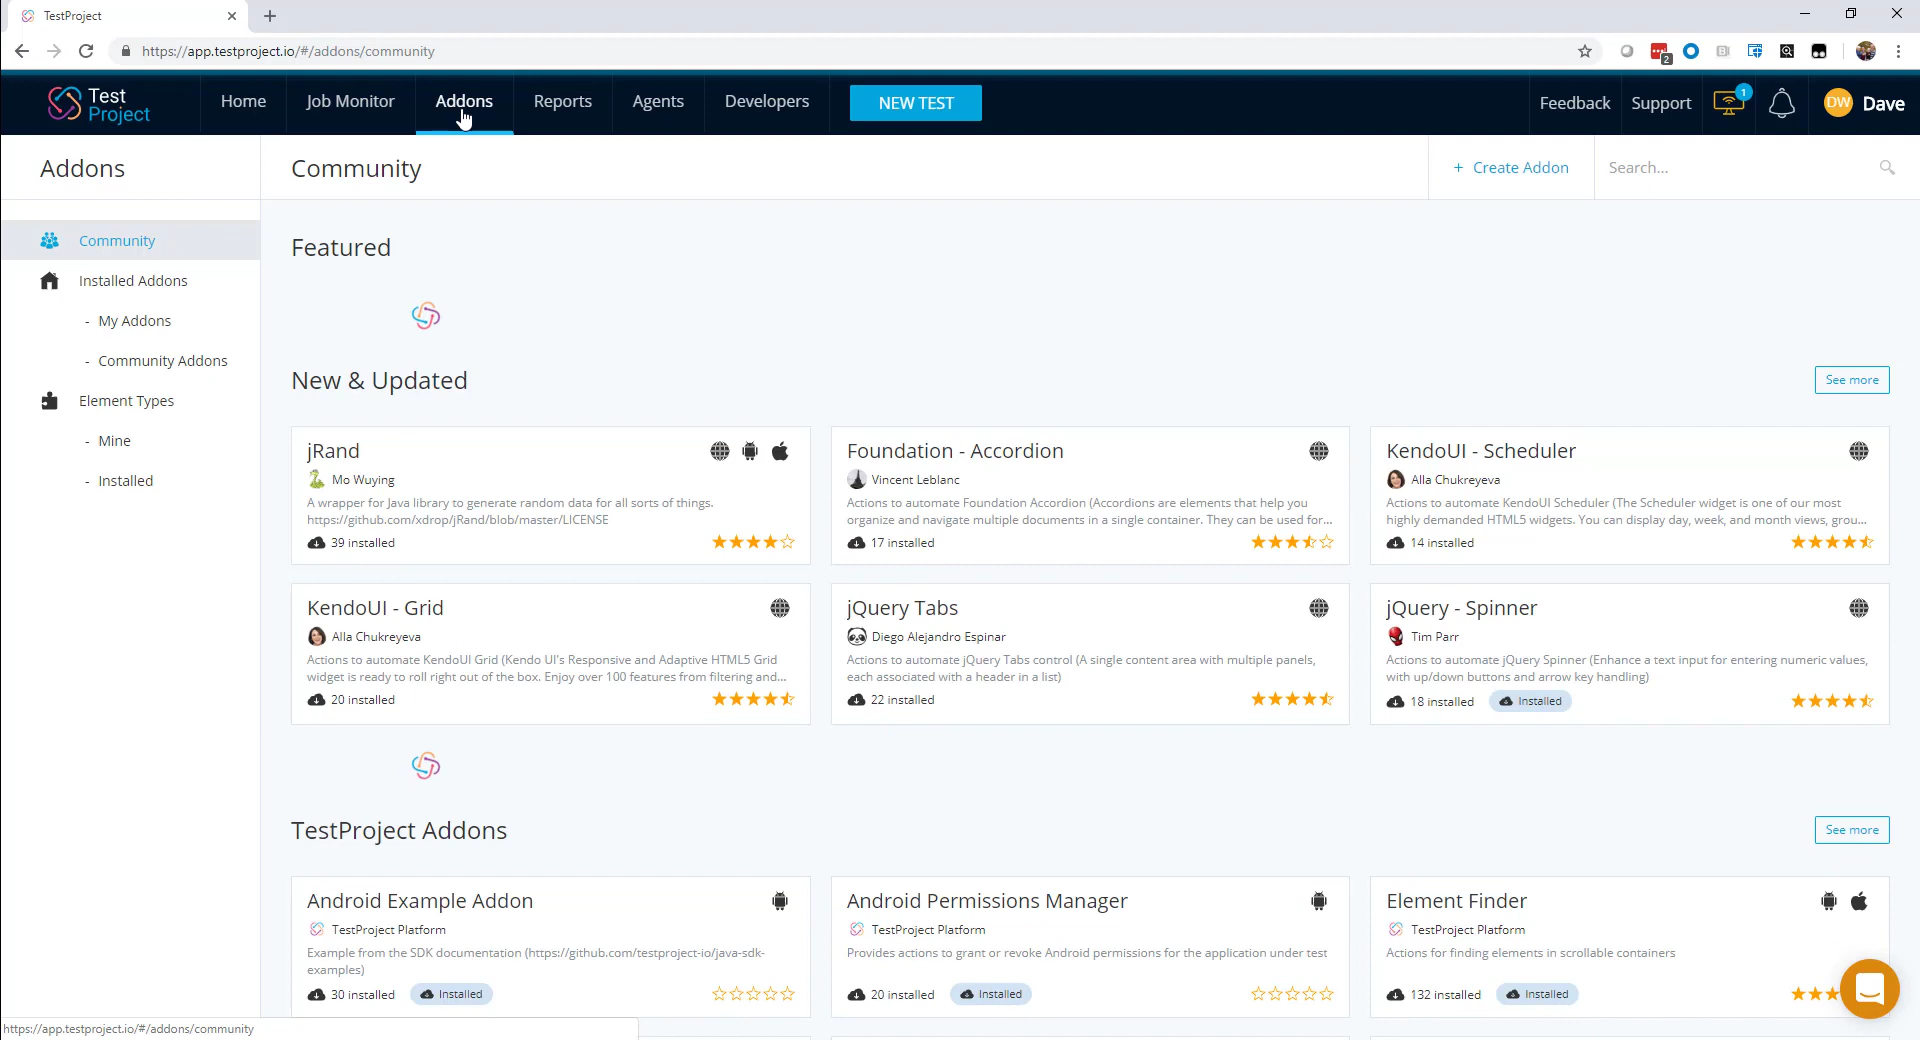 TestProject
https://app.testproject.io/#/addons/community
2
Test
Project
Home
Job Monitor
Addons
Reports
Agents
Developers
NEW TEST
Feedback
Support
1
DW
Dave
Addons
Community
+ Create Addon
Search...
Community
Installed Addons
- My Addons
- Community Addons
Element Types
- Mine
- Installed
Featured
New & Updated
See more
jRand
Mo Wuying
A wrapper for Java library to generate random data for all sorts of things.
https://github.com/xdrop/jRand/blob/master/LICENSE
39 installed
Foundation - Accordion
Vincent Leblanc
Actions to automate Foundation Accordion (Accordions are elements that help you
organize and navigate multiple documents in a single container. They can be used for...
17 installed
KendoUI - Scheduler
Alla Chukreyeva
Actions to automate KendoUI Scheduler (The Scheduler widget is one of our most
highly demanded HTML5 widgets. You can display day, week, and month views, grou...
14 installed
KendoUI - Grid
Alla Chukreyeva
Actions to automate KendoUI Grid (Kendo UI's Responsive and Adaptive HTML5 Grid
widget is ready to roll right out of the box. Enjoy over 100 features from filtering and...
20 installed
jQuery Tabs
Diego Alejandro Espinar
Actions to automate jQuery Tabs control (A single content area with multiple panels,
each associated with a header in a list)
22 installed
jQuery - Spinner
Tim Parr
Actions to automate jQuery Spinner (Enhance a text input for entering numeric values,
with up/down buttons and arrow key handling)
18 installed
Installed
TestProject Addons
See more
Android Example Addon
TestProject Platform
Example from the SDK documentation (https://github.com/testproject-io/java-sdk-
examples)
30 installed
Installed
Android Permissions Manager
TestProject Platform
Provides actions to grant or revoke Android permissions for the application under test
20 installed
Installed
Element Finder
TestProject Platform
Actions for finding elements in scrollable containers
132 installed
Installed
https://app.testproject.io/#/addons/community